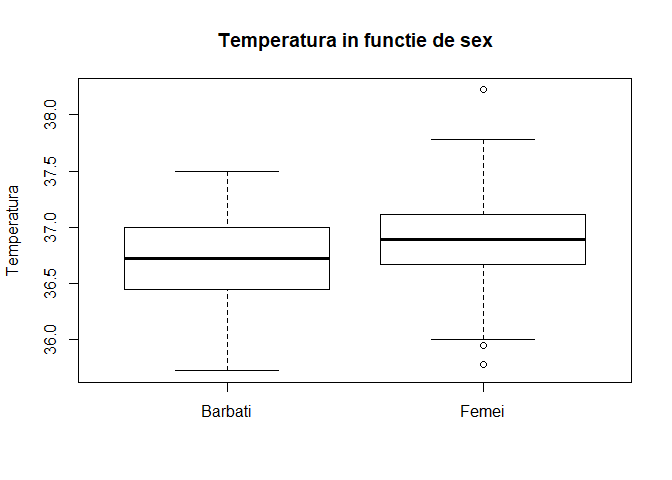 Temperatura in functie de sex
Temperatura
38.0
37.5
37.0
36.5
36.0
Barbati
Femei